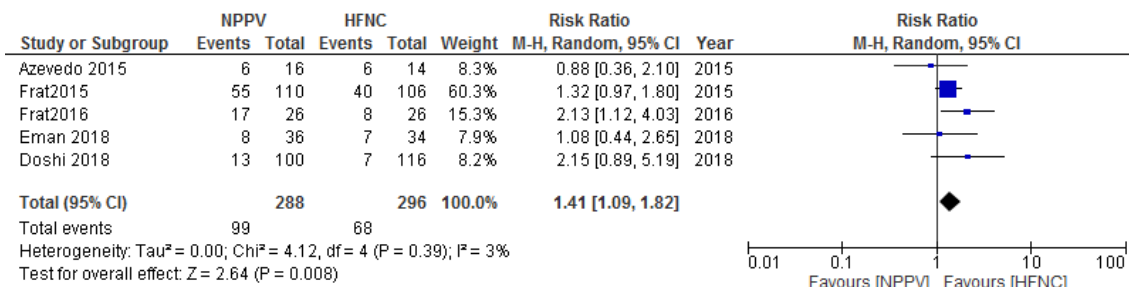 NPPV HFNC Risk Ratio Risk Ratio
Study or Subgroup Events Total Events Total Weight M-H, Random, 95% CI Year M-H, Random, 95% CI
Azevedo 2015 6 16 6 14 8.3% 0.88 [0.36, 2.10] 2015
Frat2015 55 110 40 106 60.3% 1.32 [0.97, 1.80] 2015
Frat2016 17 26 8 26 15.3% 2.13 [1.12, 4.03] 2016
Eman 2018 8 36 7 34 7.9% 1.08 [0.44, 2.65] 2018
Doshi 2018 13 100 7 116 8.2% 2.15 [0.89, 5.19] 2018
Total (95% CI) 288 296 100.0% 1.41 [1.09, 1.82]
Total events 99 68
Heterogeneity: Tau² = 0.00; Chi² = 4.12, df = 4 (P = 0.39); I² = 3%
Test for overall effect: Z = 2.64 (P = 0.008)
0.01 0.1 1 10 100
Favours [NPPV] Favours [HFNC]